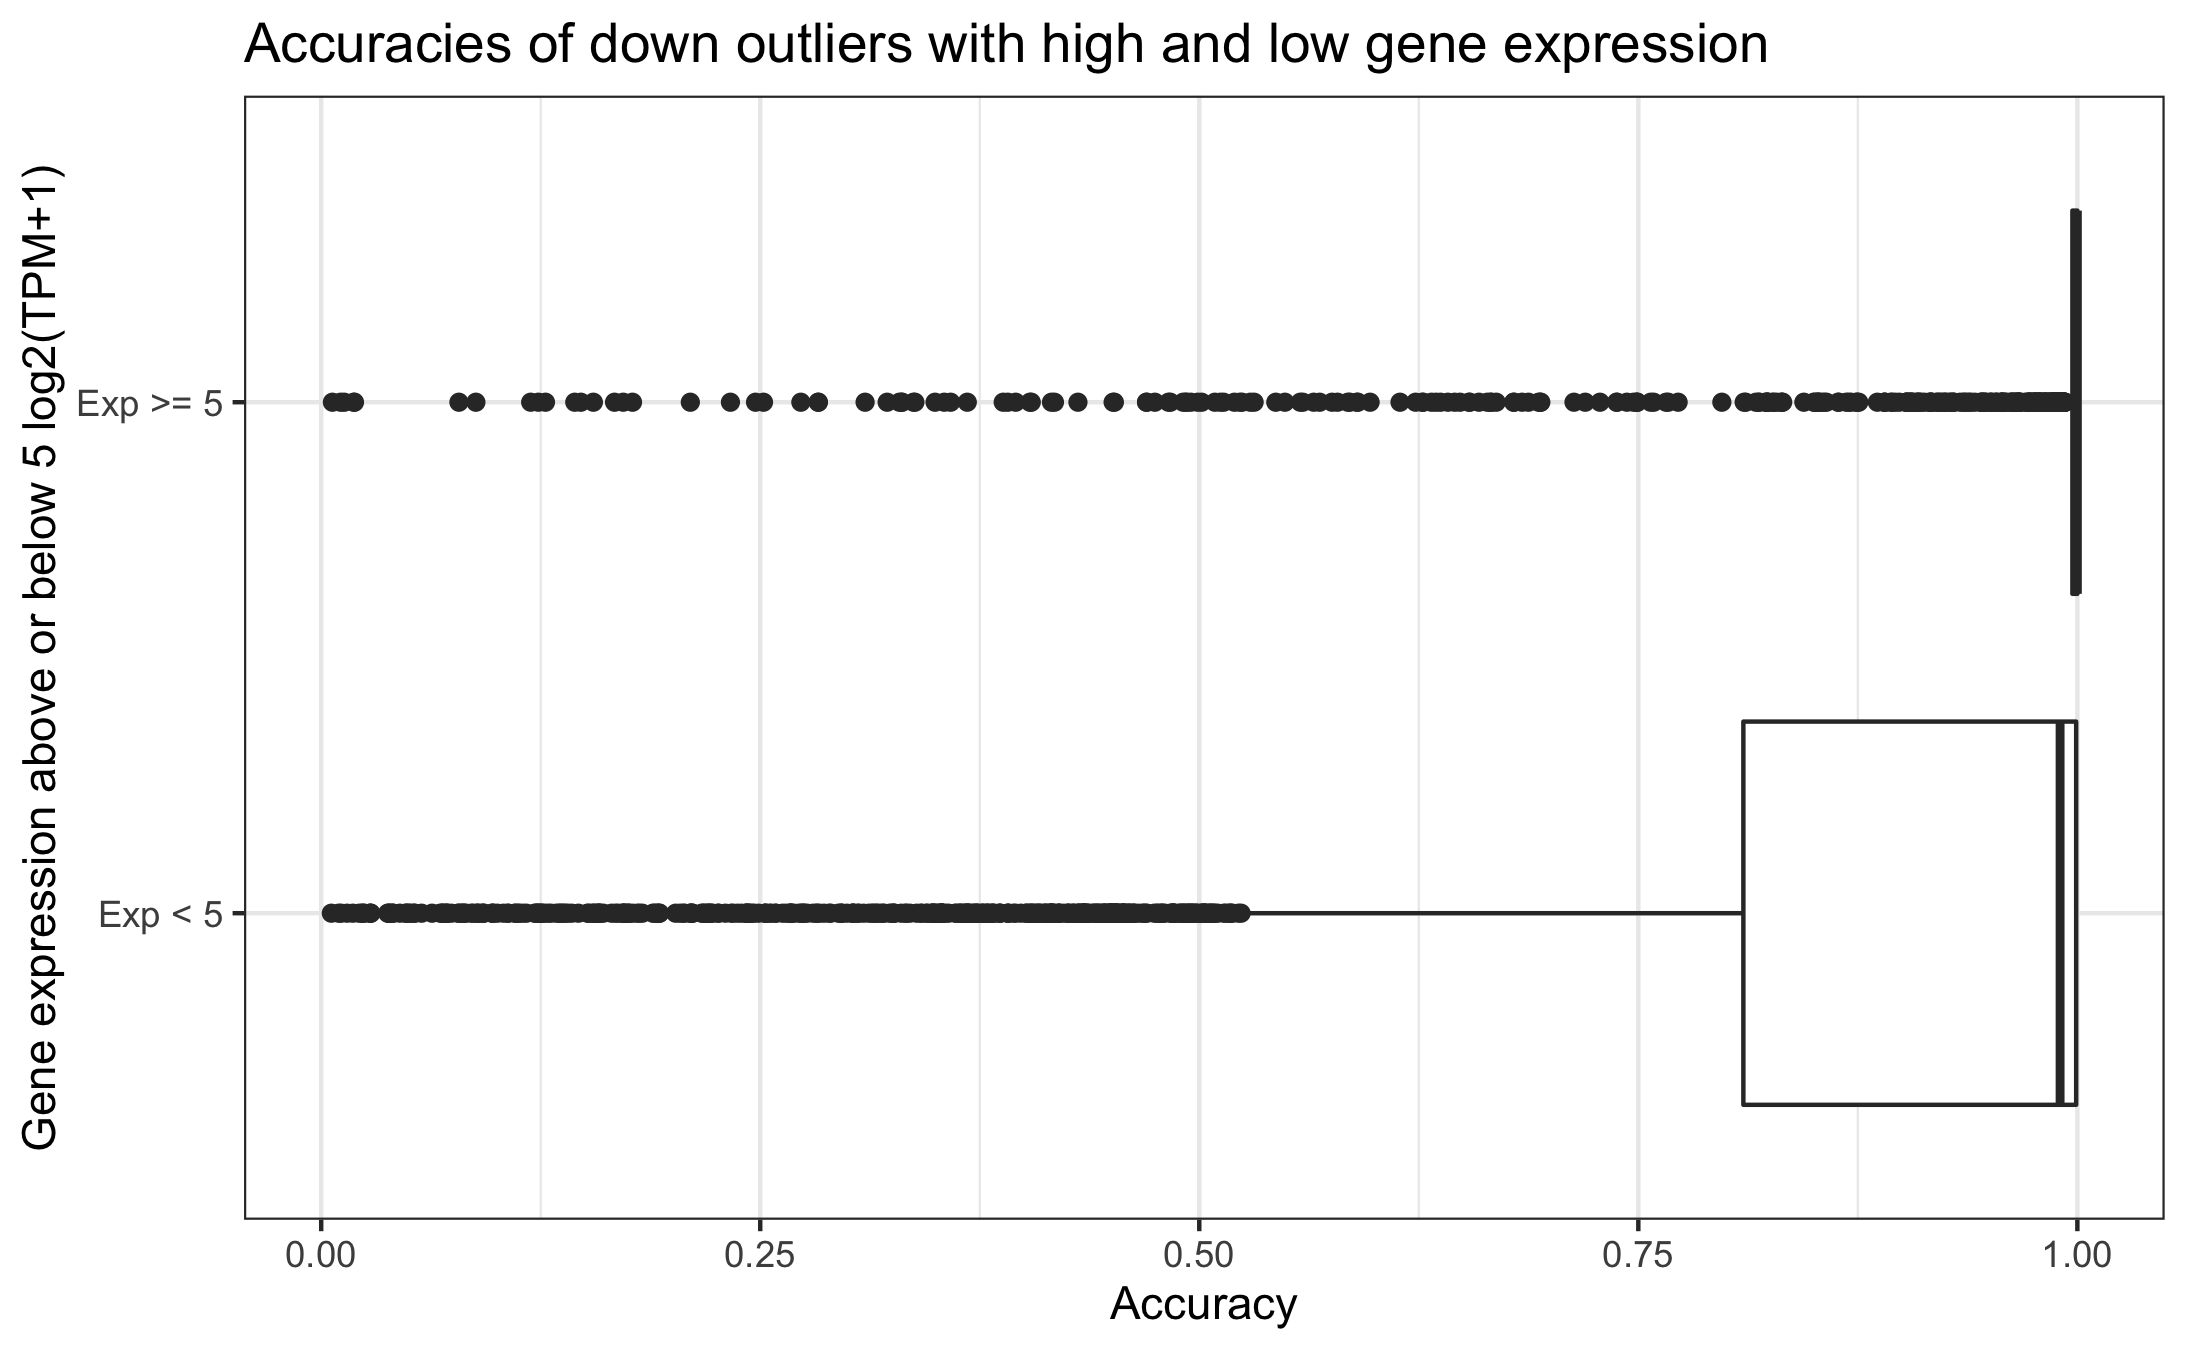 Accuracies of down outliers with high and low gene expression
Gene expression above or below 5 log2(TPM+1)
Exp >= 5
Exp < 5
0.00 0.25 0.50 0.75 1.00
Accuracy